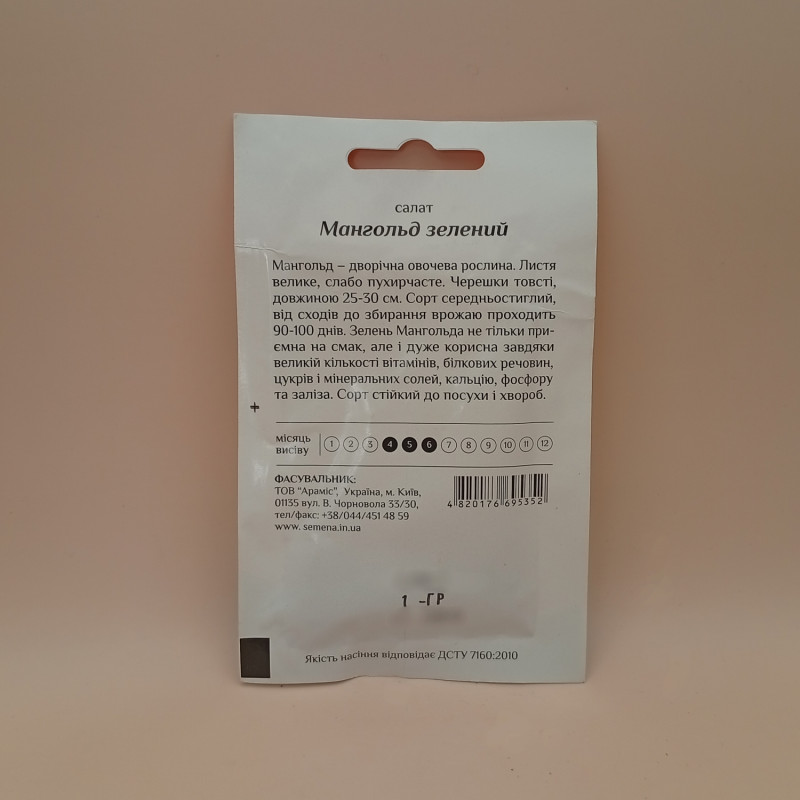 салат
Мангольд зелений
Мангольд – дворічна овочева рослина. Листя
велике, слабо пухирчасте. Черешки товсті,
довжиною 25-30 см. Сорт середньостиглий,
від сходів до збирання врожаю проходить
90-100 днів. Зелень Мангольда не тільки при-
ємна на смак, але і дуже корисна завдяки
великій кількості вітамінів, білкових речовин,
цукрів і мінеральних солей, кальцію, фосфору
та заліза. Сорт стійкий до посухи і хвороб.
місяць
висіву
1 2 3 4 5 6 7 8 9 10 11 12
ФАСУВАЛЬНИК:
ТОВ "Араміс", Україна, м. Київ,
01135 вул. В. Чорновола 33/30,
тел/факс: +38/044/451 48 59
www. semena.in.ua
4 820176 695352
1 -ГР
Якість насіння відповідає ДСТУ 7160:2010